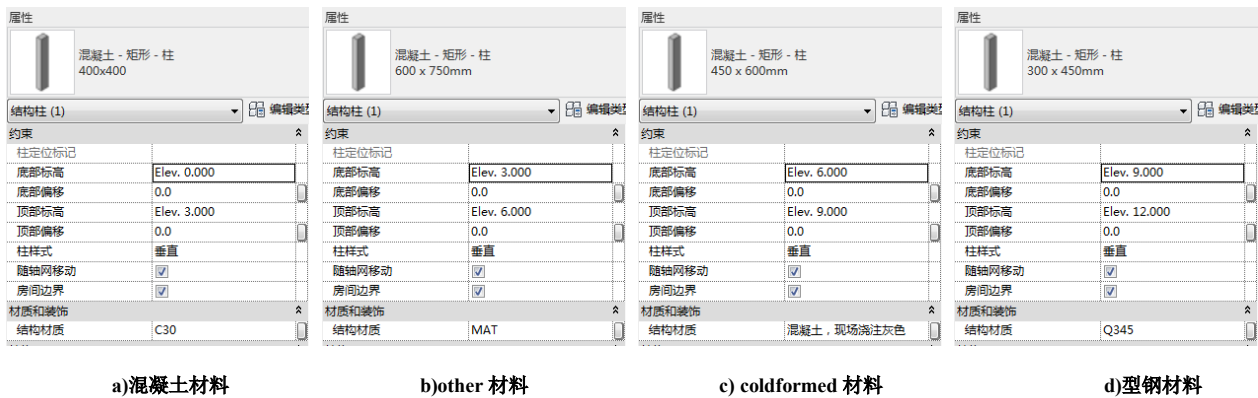 属性
混凝土 - 矩形 - 柱
400x400
结构柱 (1)
编辑类型
约束
柱定位标记
底部标高 Elev. 0.000
底部偏移 0.0
顶部标高 Elev. 3.000
顶部偏移 0.0
柱样式 垂直
随轴网移动
房间边界
材质和装饰
结构材质 C30
a)混凝土材料
属性
混凝土 - 矩形 - 柱
600 x 750mm
结构柱 (1)
编辑类型
约束
柱定位标记
底部标高 Elev. 3.000
底部偏移 0.0
顶部标高 Elev. 6.000
顶部偏移 0.0
柱样式 垂直
随轴网移动
房间边界
材质和装饰
结构材质 MAT
b)other 材料
属性
混凝土 - 矩形 - 柱
450 x 600mm
结构柱 (1)
编辑类型
约束
柱定位标记
底部标高 Elev. 6.000
底部偏移 0.0
顶部标高 Elev. 9.000
顶部偏移 0.0
柱样式 垂直
随轴网移动
房间边界
材质和装饰
结构材质 混凝土，现场浇注灰色
c) coldformed 材料
属性
混凝土 - 矩形 - 柱
300 x 450mm
结构柱 (1)
编辑类型
约束
柱定位标记
底部标高 Elev. 9.000
底部偏移 0.0
顶部标高 Elev. 12.000
顶部偏移 0.0
柱样式 垂直
随轴网移动
房间边界
材质和装饰
结构材质 Q345
d)型钢材料